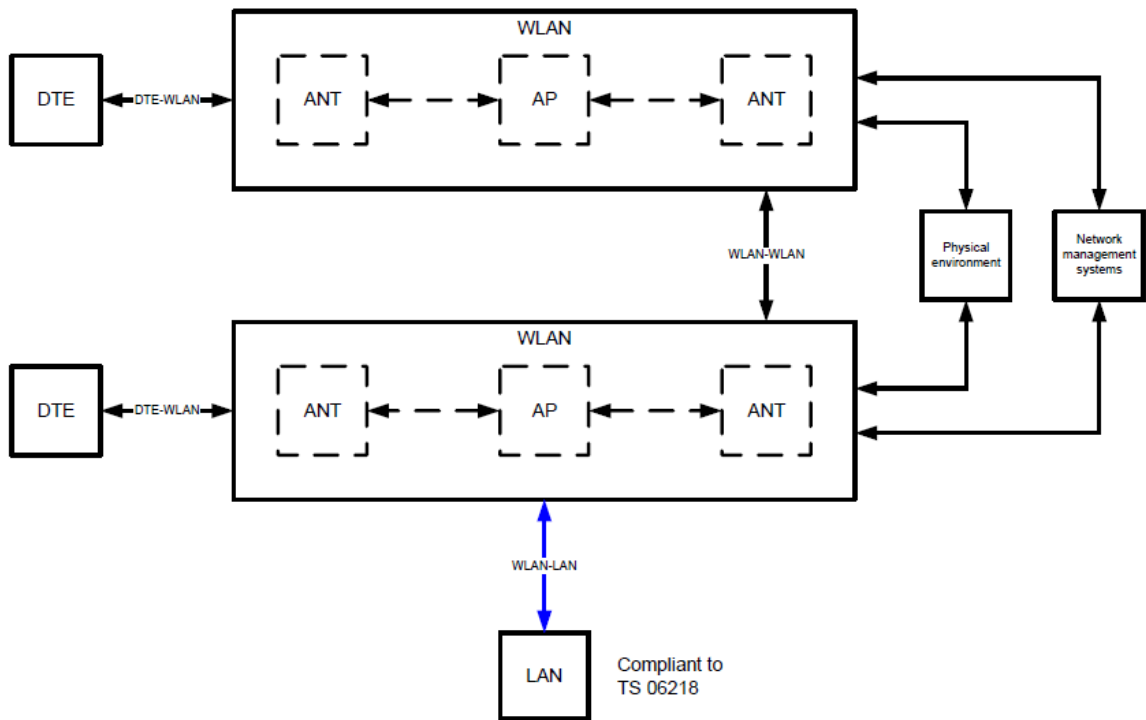 WLAN
DTE
DTE-WLAN
ANT
AP
ANT
WLAN-WLAN
Physical
environment
Network
management
systems
WLAN
DTE
DTE-WLAN
ANT
AP
ANT
WLAN-LAN
LAN
Compliant to
TS 06218